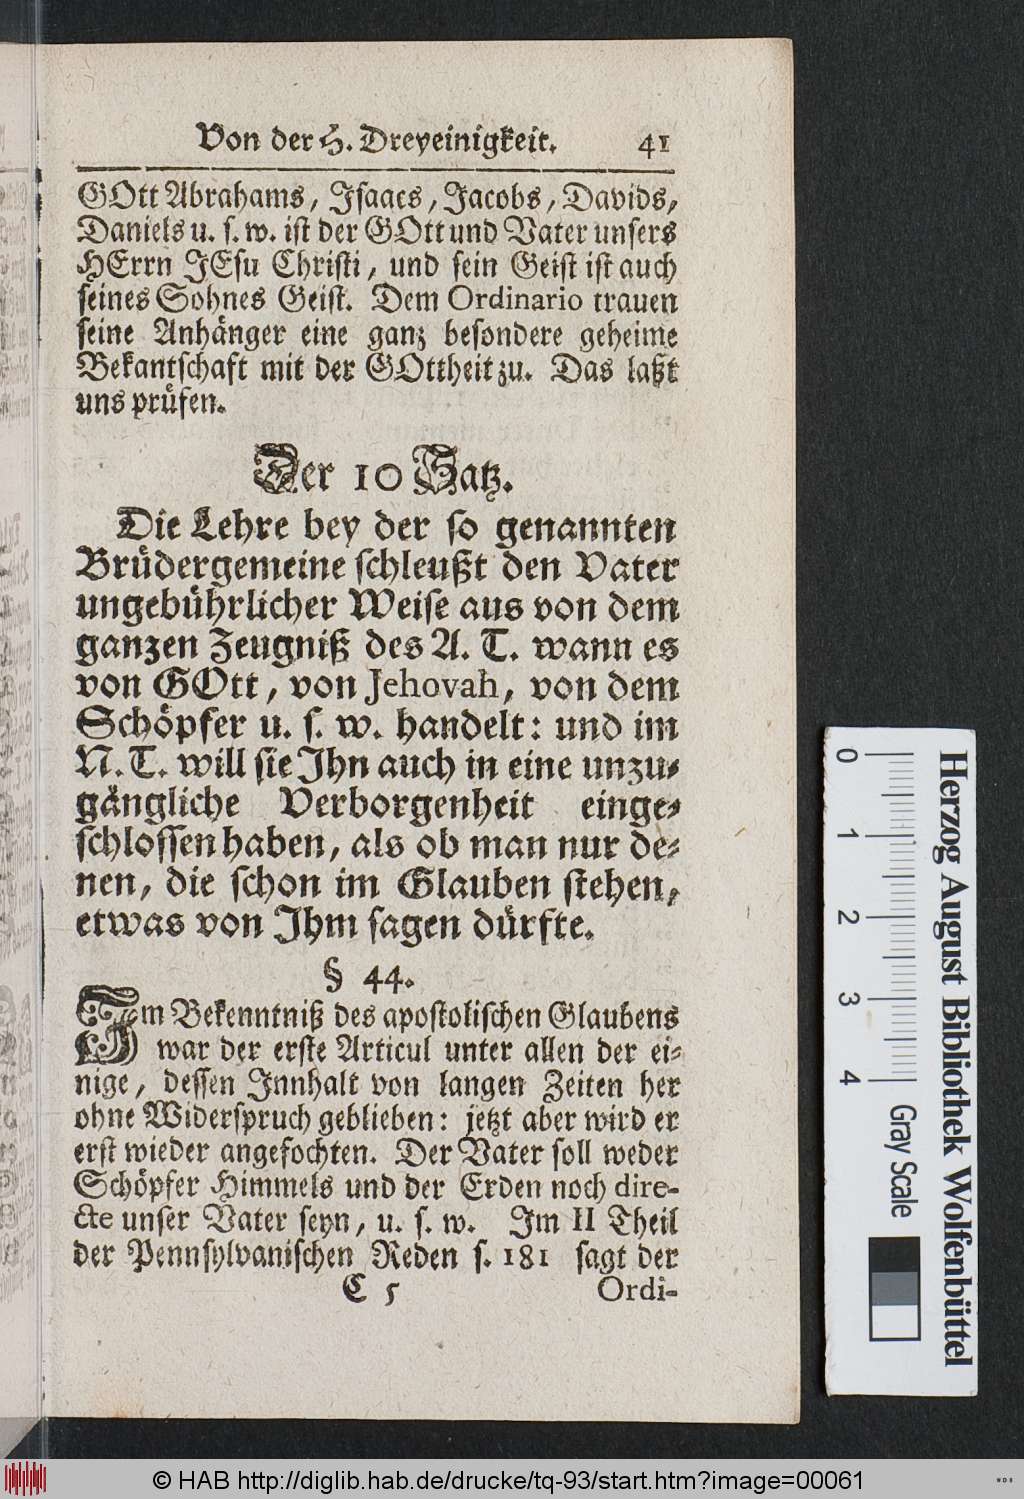 Von der H. Dreyeinigkeit. 41
GOtt Abrahams, Isaacs, Jacobs, Davids,
Daniels u. s. w. ist der GOtt und Vater unsers
HErrn JEsu Christi, und sein Geist ist auch
seines Sohnes Geist. Dem Ordinario trauen
seine Anhänger eine ganz besondere geheime
Bekantschaft mit der GOttheit zu. Das laßt
uns prüfen.
Der 10 Satz.
Die Lehre bey der so genannten
Brüdergemeine schleußt den Vater
ungebührlicher Weise aus von dem
ganzen Zeugniß des A. T. wann es
von GOtt, von Jehovah, von dem
Schöpfer u. s. w. handelt: und im
N. T. will sie Ihn auch in eine unzu-
gängliche Verborgenheit einge-
schlossen haben, als ob man nur de-
nen, die schon im Glauben stehen,
etwas von Ihm sagen dürfte.
§ 44.
Im Bekenntniß des apostolischen Glaubens
war der erste Articul unter allen der ei-
nige, dessen Innhalt von langen Zeiten her
ohne Widerspruch geblieben: jetzt aber wird er
erst wieder angefochten. Der Vater soll weder
Schöpfer Himmels und der Erden noch dire-
cte unser Vater seyn, u. s. w. Im II Theil
der Pennsylvanischen Reden s. 181 sagt der
C 5 Ordi-
0 1 2 3 4 Gray Scale
Herzog August Bibliothek Wolfenbüttel
© HAB http://diglib.hab.de/drucke/tq-93/start.htm?image=00061